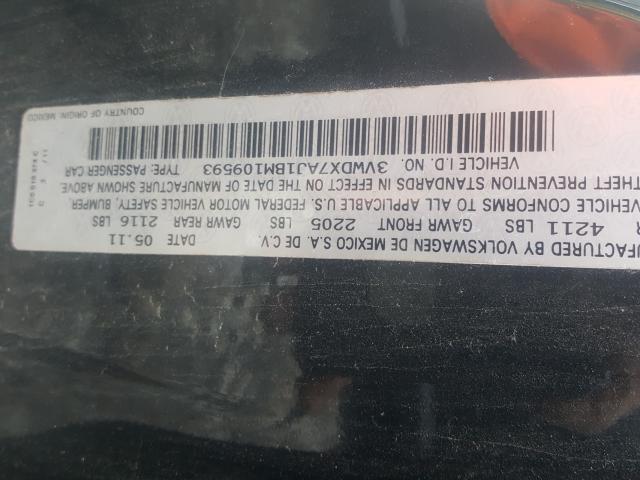 UFACTURED BY VOLKSWAGEN DE MEXICO S.A. DE C.V. DATE 05.11
R 4211 LBS GAWR FRONT 2205 LBS GAWR REAR 2116 LBS
VEHICLE CONFORMS TO ALL APPLICABLE U.S. FEDERAL MOTOR VEHICLE SAFETY, BUMPER,
THEFT PREVENTION STANDARDS IN EFFECT ON THE DATE OF MANUFACTURE SHOWN ABOVE
VEHICLE I.D. NO. 3VWDX7AJ1BM109593 TYPE: PASSENGER CAR
COUNTRY OF ORIGIN: MEXICO